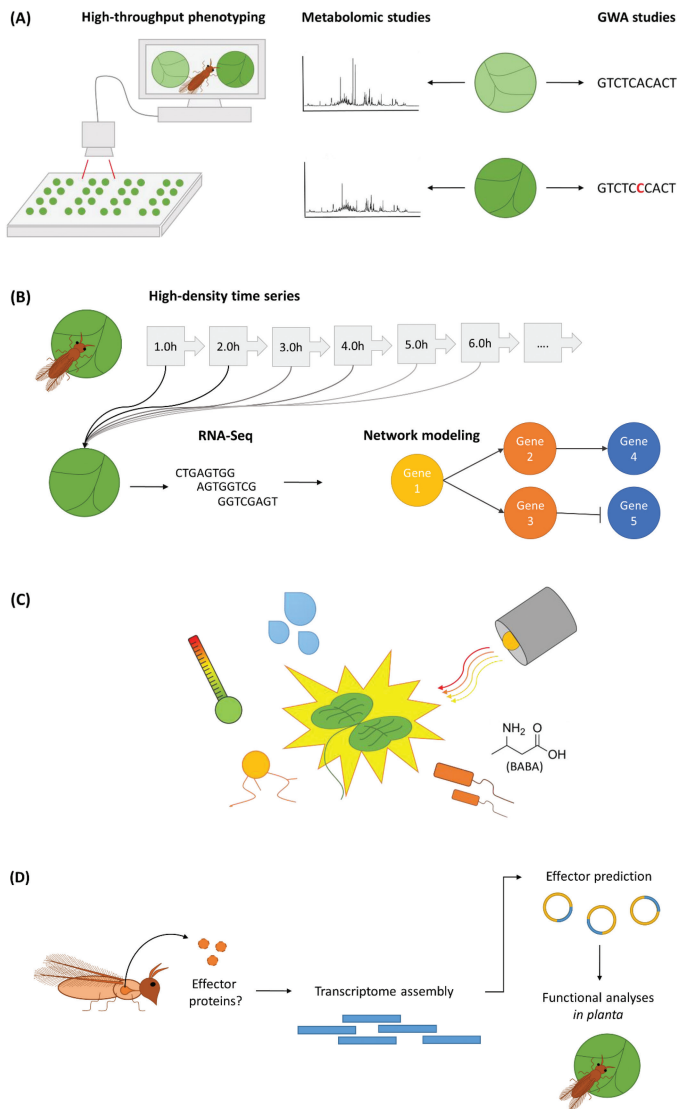 (A)
High-throughput phenotyping
Metabolomic studies
GWA studies
GTCTCACACT
GTCTCCCACT
(B)
High-density time series
1.0h
2.0h
3.0h
4.0h
5.0h
6.0h
....
RNA-Seq
CTGAGTGG
AGTGGTCG
GGTCGAGT
Network modeling
Gene
1
Gene
2
Gene
3
Gene
4
Gene
5
(C)
NH2
O
OH
(BABA)
(D)
Effector
proteins?
Transcriptome assembly
Effector prediction
Functional analyses
in planta